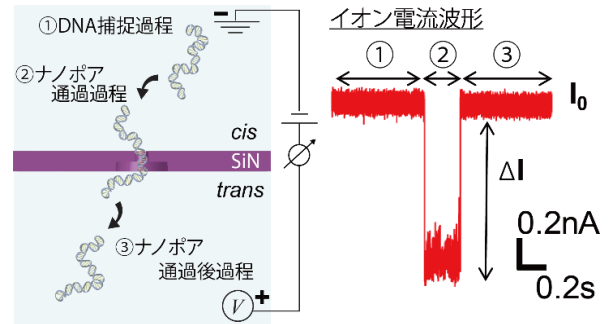 ①DNA捕捉過程
−
②ナノポア
通過過程
cis
SiN
trans
③ナノポア
通過後過程
V
+
イオン電流波形
① ② ③
I0
ΔI
0.2nA
0.2s